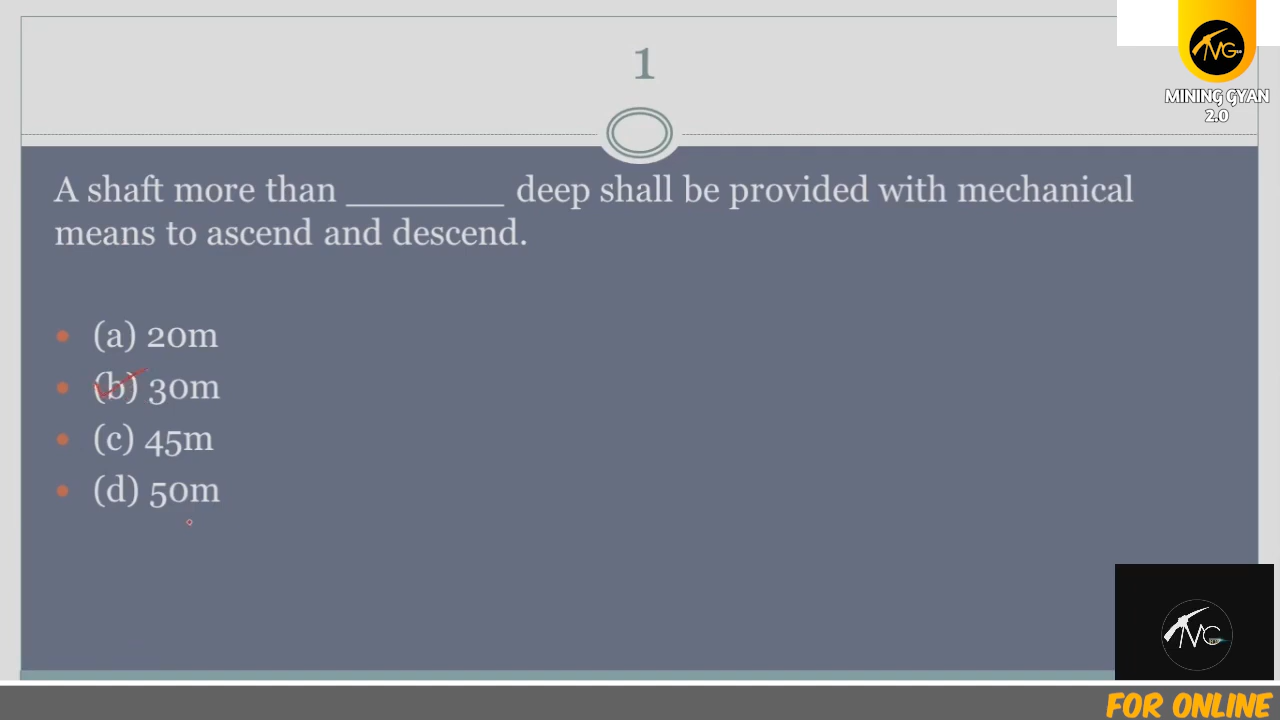 1
MINING GYAN
2.0
A shaft more than ________ deep shall be provided with mechanical
means to ascend and descend.
(a) 20m
(b) 30m
(c) 45m
(d) 50m
FOR ONLINE